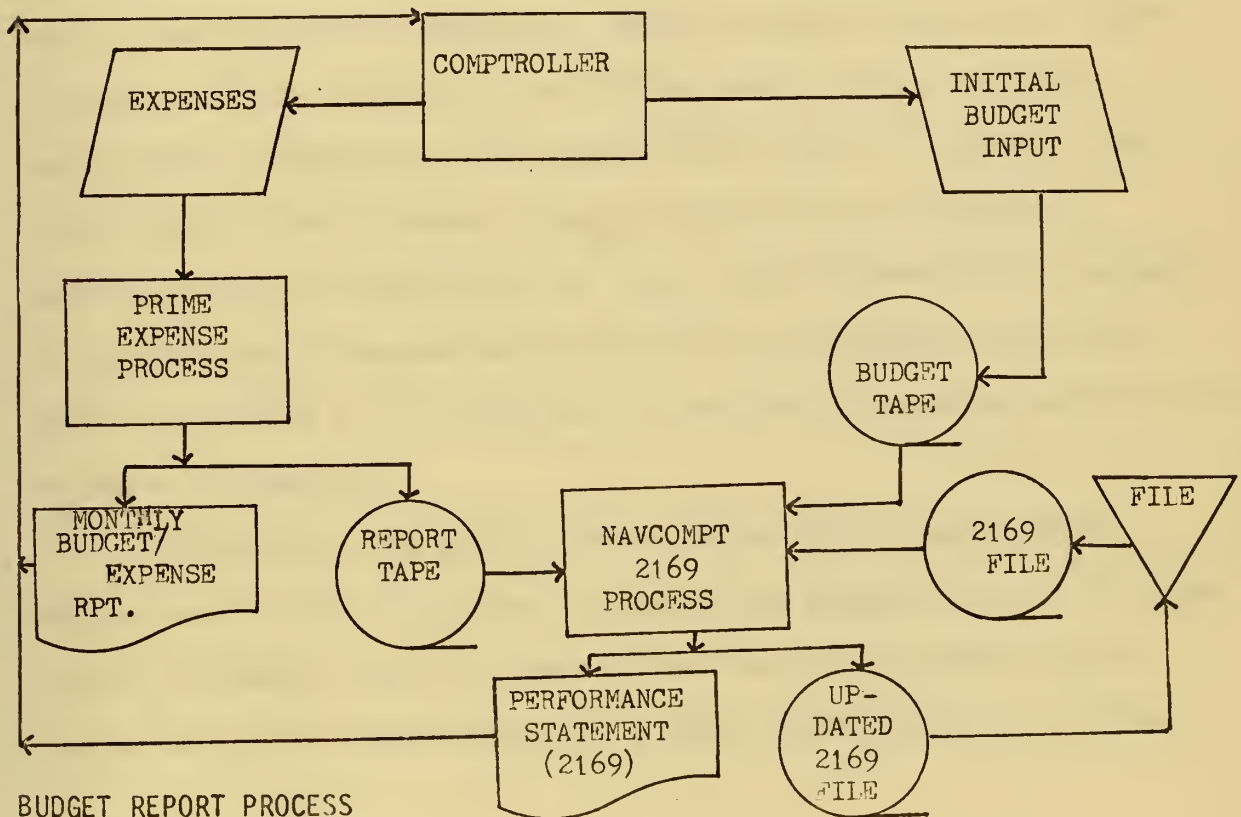 COMPTROLLER
EXPENSES
INITIAL
BUDGET
INPUT
PRIME
EXPENSE
PROCESS
BUDGET
TAPE
MONTHLY
BUDGET/
EXPENSE
RPT.
REPORT
TAPE
NAVCOMPT
2169
PROCESS
2169
FILE
FILE
PERFORMANCE
STATEMENT
(2169)
UP-
DATED
2169
FILE
BUDGET REPORT PROCESS